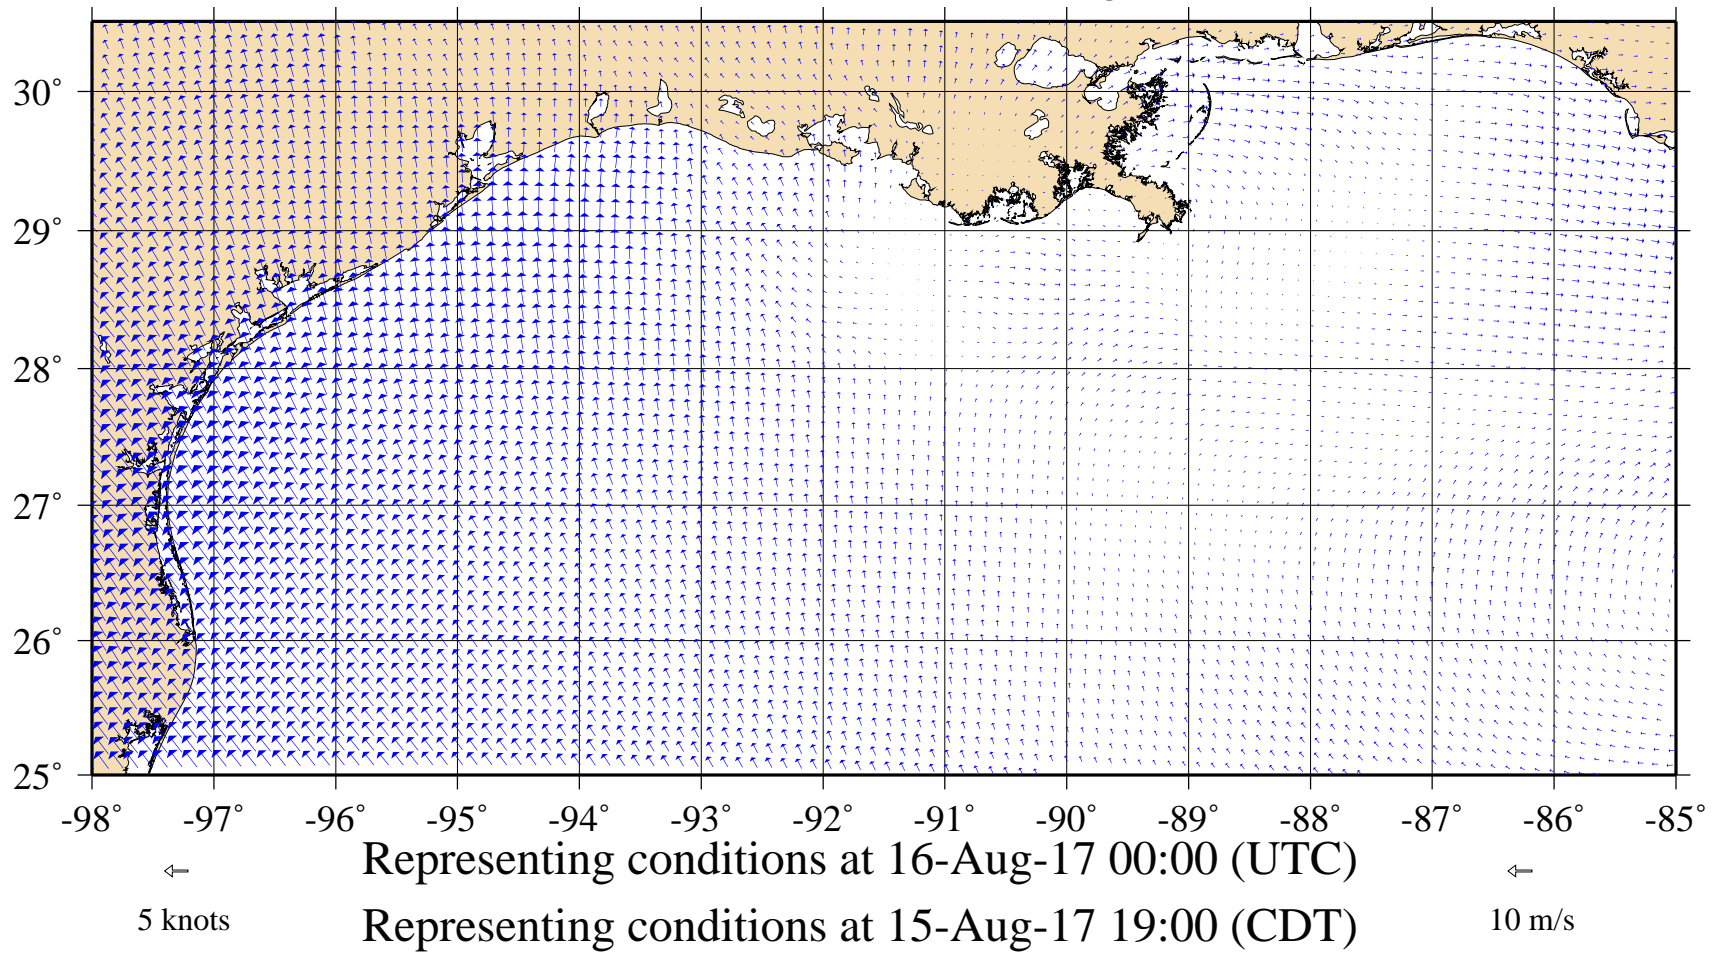 30°
29°
28°
27°
26°
25°
-98° -97° -96° -95° -94° -93° -92° -91° -90° -89° -88° -87° -86° -85°
Representing conditions at 16-Aug-17 00:00 (UTC)
5 knots
10 m/s
Representing conditions at 15-Aug-17 19:00 (CDT)